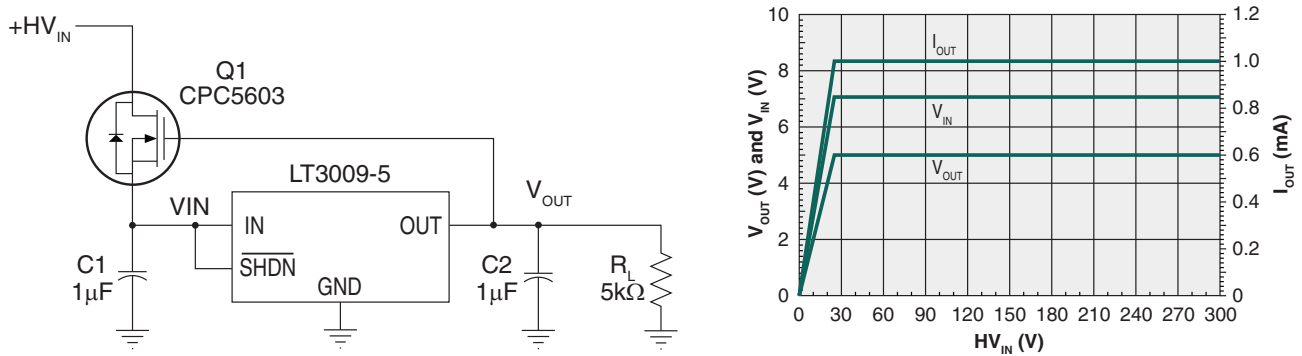 +HV_IN
Q1
CPC5603
LT3009-5
VIN
V_OUT
IN
OUT
SHDN
GND
C1
1μF
C2
1μF
R_L
5kΩ
V_OUT (V) and V_IN (V)
10
8
6
4
2
0
I_OUT
V_IN
V_OUT
1.2
1.0
0.8
0.6
0.4
0.2
0
I_OUT (mA)
0 30 60 90 120 150 180 210 240 270 300
HV_IN (V)